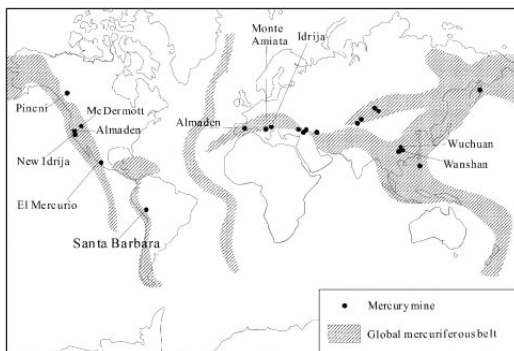 Monte
Amiata
Idrija
Pincni
McDermott
Almaden
Almaden
New Idrija
El Mercurio
Santa Barbara
Wuchuan
Wanshan
Mercury mine
Global mercuriferous belt